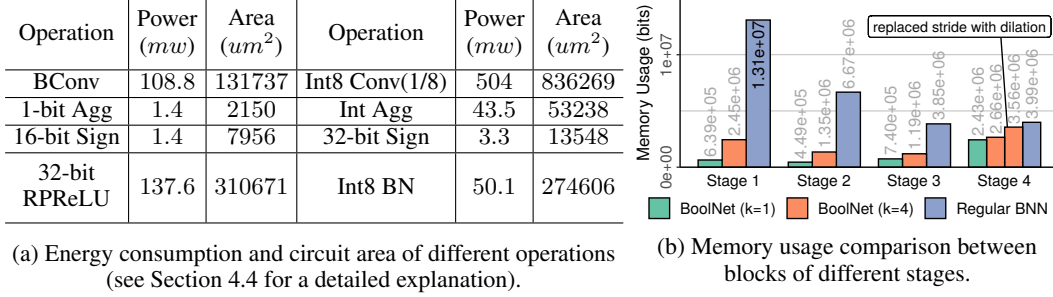 Operation Power (mw) Area (um²) Operation Power (mw) Area (um²)
BConv 108.8 131737 Int8 Conv(1/8) 504 836269
1-bit Agg 1.4 2150 Int Agg 43.5 53238
16-bit Sign 1.4 7956 32-bit Sign 3.3 13548
32-bit RPReLU 137.6 310671 Int8 BN 50.1 274606
(a) Energy consumption and circuit area of different operations
(see Section 4.4 for a detailed explanation).
Memory Usage (bits)
1e+07
0e+00
replaced stride with dilation
6.39e+05
2.45e+06
1.31e+07
4.49e+05
1.35e+06
6.67e+06
7.40e+05
1.19e+06
3.85e+06
2.43e+06
2.66e+06
3.56e+06
3.99e+06
Stage 1 Stage 2 Stage 3 Stage 4
BoolNet (k=1) BoolNet (k=4) Regular BNN
(b) Memory usage comparison between
blocks of different stages.